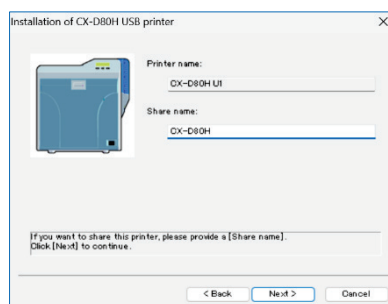 Installation of CX-D80H USB printer
Printer name:
CX-D80H U1
Share name:
CX-D80H
If you want to share this printer, please provide a [Share name].
Click [Next] to continue.
< Back
Next >
Cancel